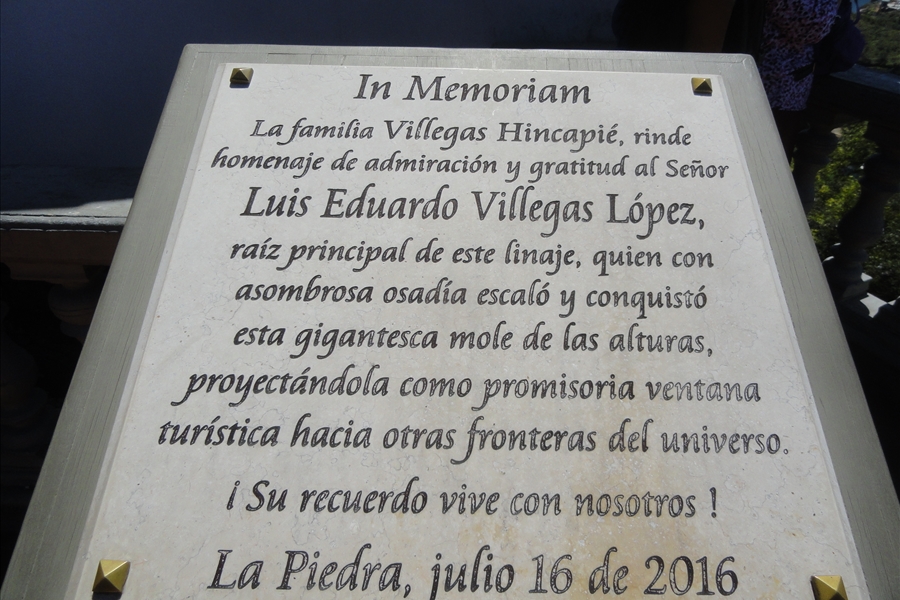 In Memoriam
La familia Villegas Hincapié, rinde
homenaje de admiración y gratitud al Señor
Luis Eduardo Villegas López,
raíz principal de este linaje, quien con
asombrosa osadía escaló y conquistó
esta gigantesca mole de las alturas,
proyectándola como promisoria ventana
turística hacia otras fronteras del universo.
¡ Su recuerdo vive con nosotros !
La Piedra, julio 16 de 2016